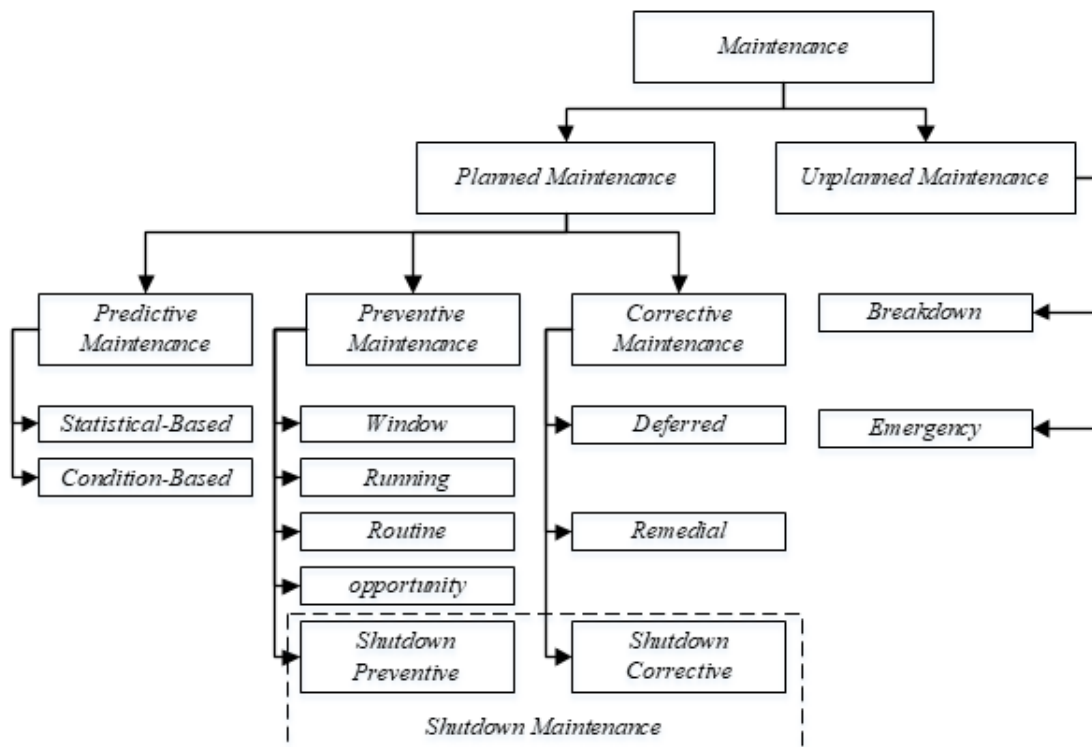 Maintenance
Planned Maintenance
Unplanned Maintenance
Predictive
Maintenance
Preventive
Maintenance
Corrective
Maintenance
Breakdown
Statistical-Based
Window
Deferred
Emergency
Condition-Based
Running
Routine
Remedial
opportunity
Shutdown
Preventive
Shutdown
Corrective
Shutdown Maintenance